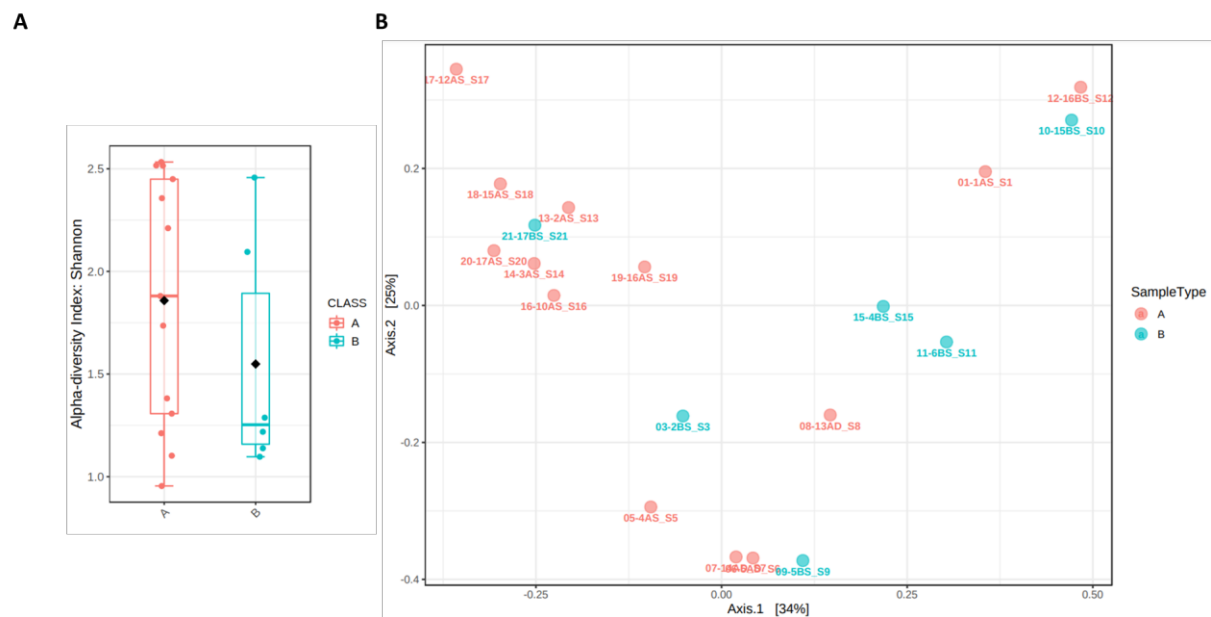 A
B
Alpha-diversity Index: Shannon
2.5
2.0
1.5
1.0
A
B
CLASS
A
B
Axis.2 [25%]
0.2
0.0
-0.2
-0.4
17-12AS_S17
12-16BS_S12
10-15BS_S10
01-1AS_S1
18-15AS_S18
13-2AS_S13
21-17BS_S21
20-17AS_S20
14-3AS_S14
19-16AS_S19
16-10AS_S16
15-4BS_S15
11-6BS_S11
03-2BS_S3
08-13AD_S8
05-4AS_S5
09-5BS_S9
-0.25
0.00
0.25
0.50
Axis.1 [34%]
SampleType
a A
a B